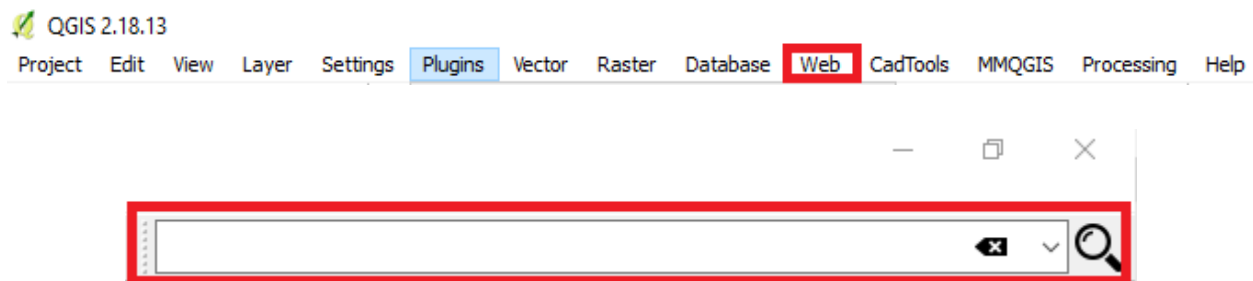 QGIS 2.18.13
Project Edit View Layer Settings Plugins Vector Raster Database Web CadTools MMQGIS Processing Help